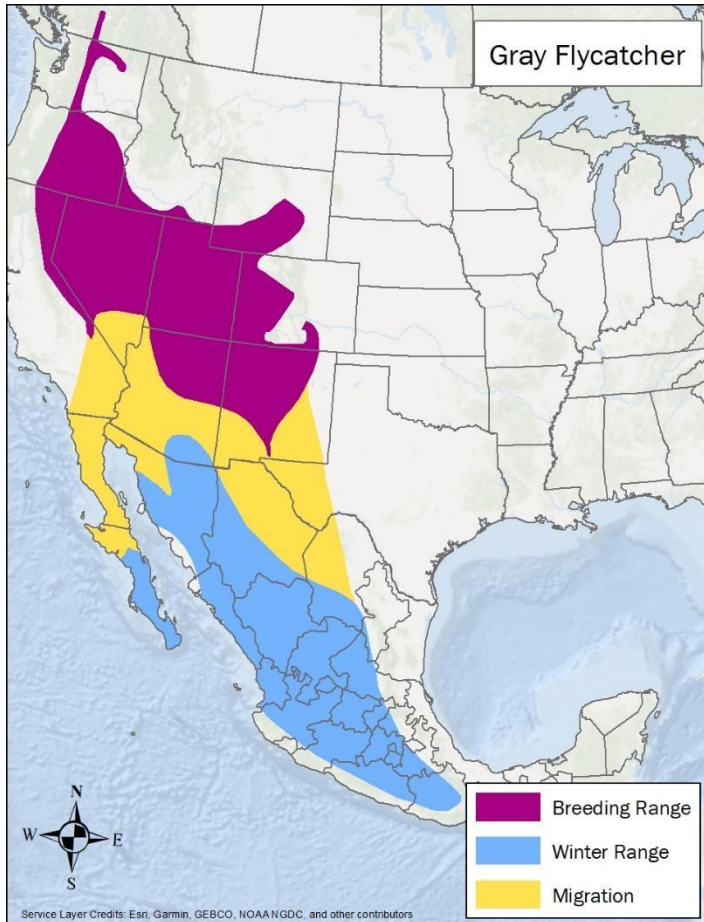 Gray Flycatcher
N
W E
S
Breeding Range
Winter Range
Migration
Service Layer Credits: Esri, Garmin, GEBCO, NOAA NGDC, and other contributors